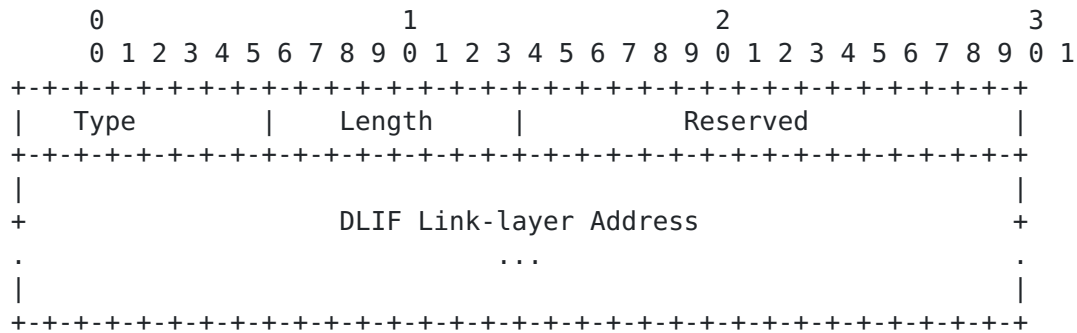 0                   1                   2                   3
0 1 2 3 4 5 6 7 8 9 0 1 2 3 4 5 6 7 8 9 0 1 2 3 4 5 6 7 8 9 0 1
+-+-+-+-+-+-+-+-+-+-+-+-+-+-+-+-+-+-+-+-+-+-+-+-+-+-+-+-+-+-+-+-+
|   Type        |    Length     |          Reserved             |
+-+-+-+-+-+-+-+-+-+-+-+-+-+-+-+-+-+-+-+-+-+-+-+-+-+-+-+-+-+-+-+-+
|                                                               |
+                    DLIF Link-layer Address                    +
.                              ...                              .
|                                                               |
+-+-+-+-+-+-+-+-+-+-+-+-+-+-+-+-+-+-+-+-+-+-+-+-+-+-+-+-+-+-+-+-+